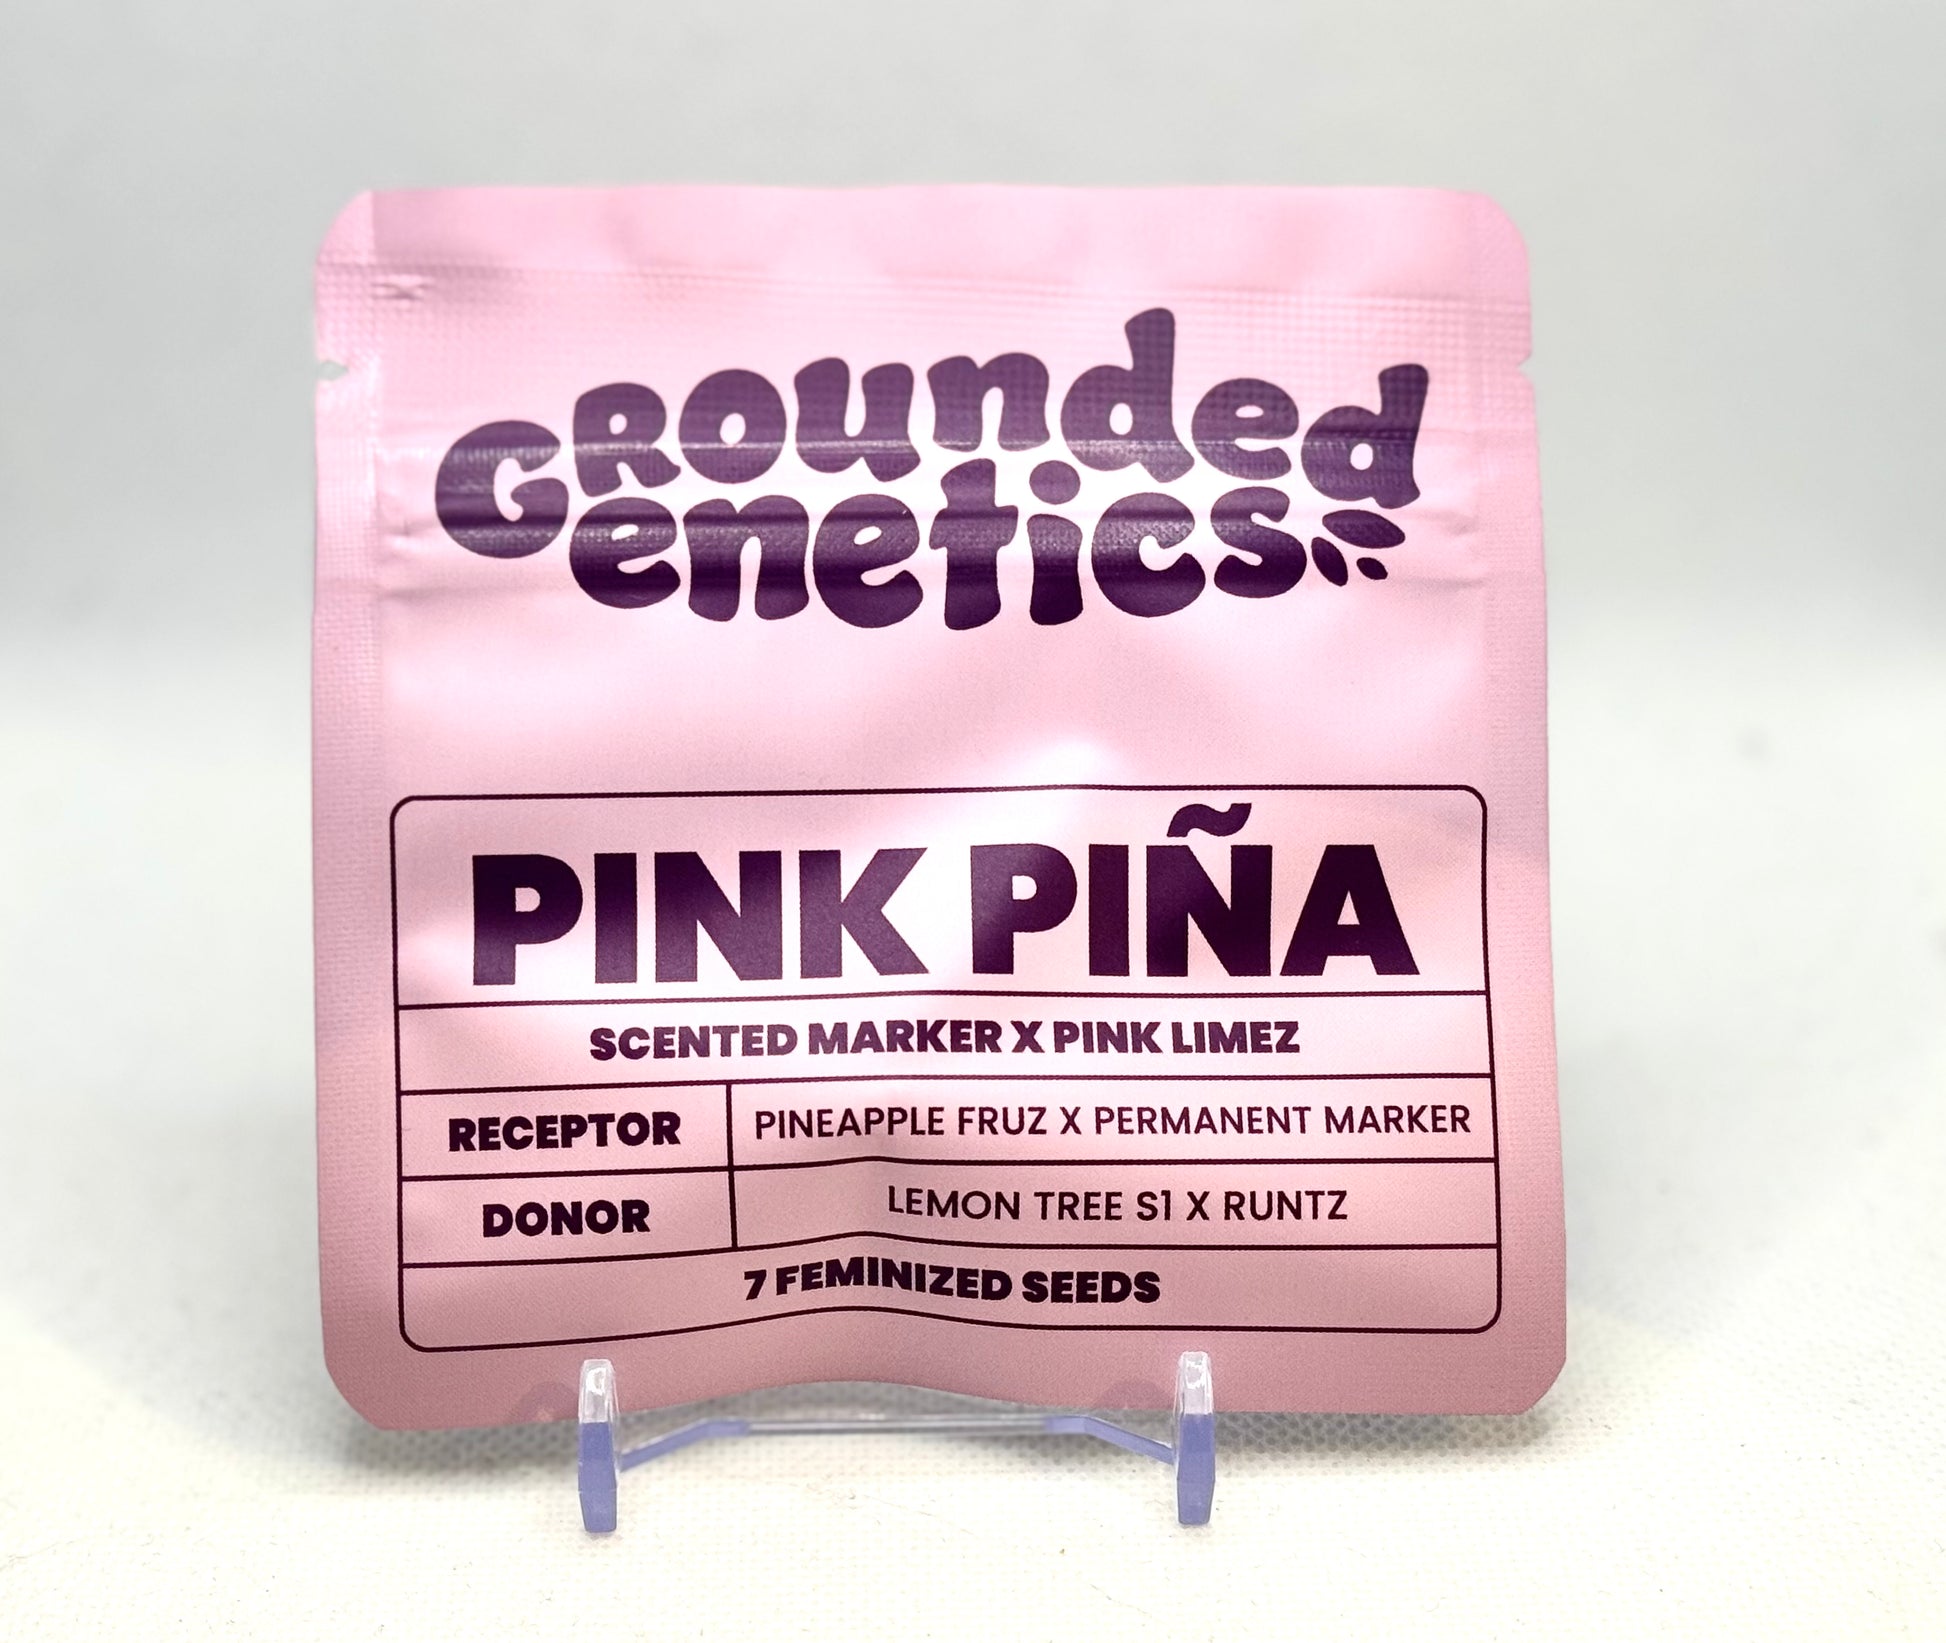 Grounded
Genetics
PINK PIÑA
SCENTED MARKER X PINK LIMEZ
RECEPTOR PINEAPPLE FRUZ X PERMANENT MARKER
DONOR LEMON TREE S1 X RUNTZ
7 FEMINIZED SEEDS